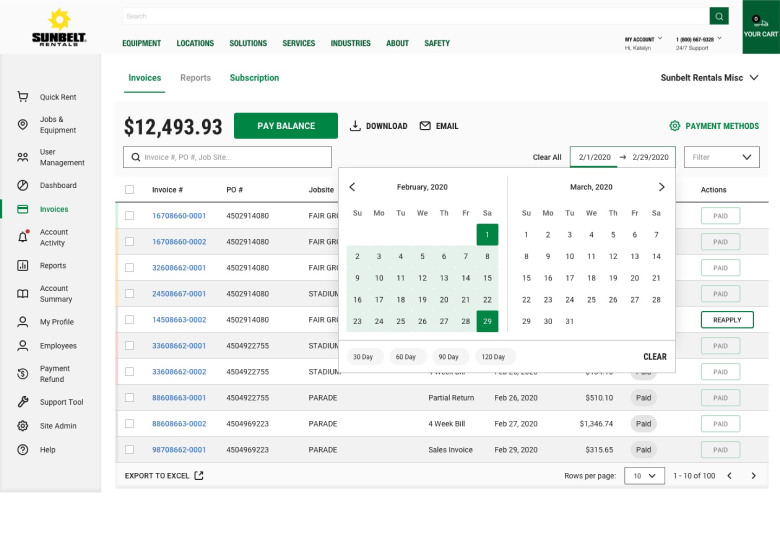 SUNBELT
RENTALS
Search
0
YOUR CART
EQUIPMENT LOCATIONS SOLUTIONS SERVICES INDUSTRIES ABOUT SAFETY
MY ACCOUNT
Hi, Katelyn
1 (800) 667-9328
24/7 Support
Invoices Reports Subscription
Sunbelt Rentals Misc
Quick Rent
Jobs &
Equipment
User
Management
Dashboard
Invoices
Account
Activity
Reports
Account
Summary
My Profile
Employees
Payment
Refund
Support Tool
Site Admin
Help
$12,493.93 PAY BALANCE DOWNLOAD EMAIL PAYMENT METHODS
Invoice #, PO #, Job Site... Clear All 2/1/2020 → 2/29/2020 Filter
February, 2020
Su Mo Tu We Th Fr Sa
1
2 3 4 5 6 7 8
9 10 11 12 13 14 15
16 17 18 19 20 21 22
23 24 25 26 27 28 29
March, 2020
Su Mo Tu We Th Fr Sa
1 2 3 4 5 6 7
8 9 10 11 12 13 14
15 16 17 18 19 20 21
22 23 24 25 26 27 28
29 30 31
30 Day 60 Day 90 Day 120 Day CLEAR
Invoice # PO # Jobsite Actions
16708660-0001 4502914080 FAIR PAID
16708660-0002 4502914080 FAIR PAID
32608662-0001 4502914080 FAIR PAID
24508667-0001 4502914080 STADIUM PAID
14508663-0002 4502914080 FAIR REAPPLY
33608662-0001 4504922755 STADIUM PAID
33608662-0002 4504922755 STADIUM PAID
88608663-0001 4504922755 PARADE Partial Return Feb 26, 2020 $510.10 Paid PAID
88608663-0002 4504969223 PARADE 4 Week Bill Feb 27, 2020 $1,346.74 Paid PAID
98708662-0001 4504969223 PARADE Sales Invoice Feb 29, 2020 $315.65 Paid PAID
EXPORT TO EXCEL Rows per page: 10 1 - 10 of 100